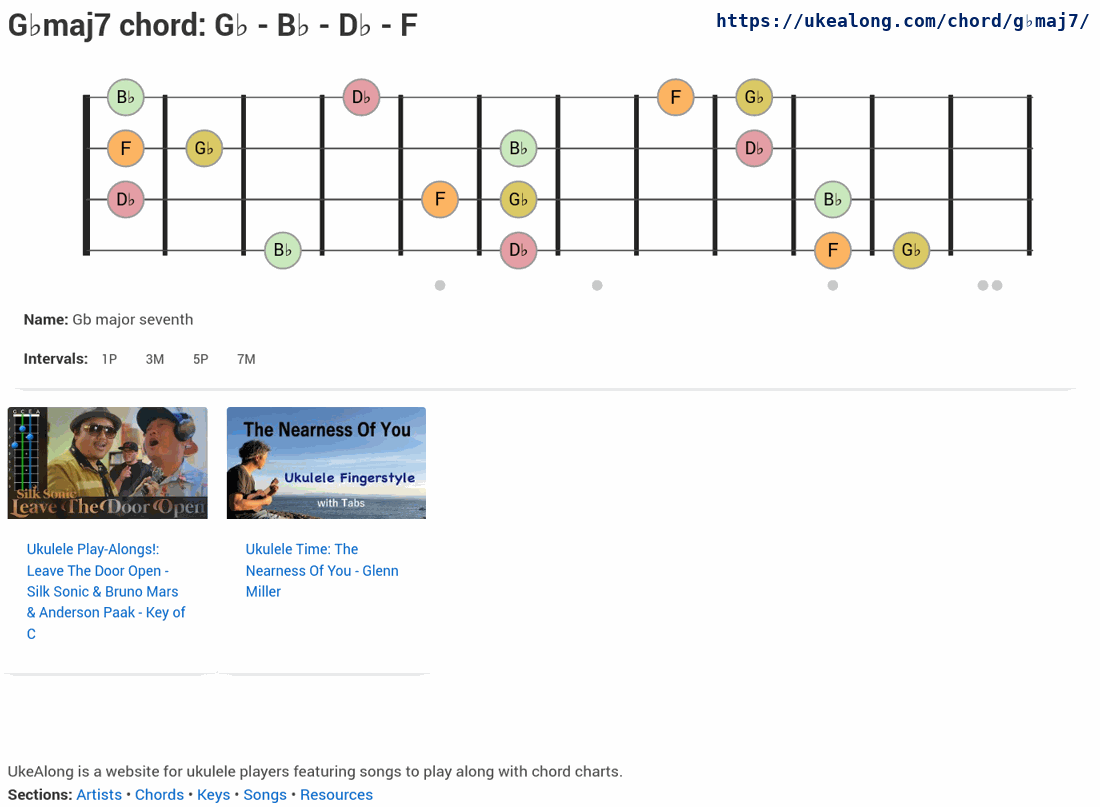 G♭maj7 chord: G♭ - B♭ - D♭ - F
https://ukealong.com/chord/g♭maj7/
B♭ D♭ F G♭
F G♭ B♭ D♭
D♭ F G♭ B♭
B♭ D♭ F G♭
Name: Gb major seventh
Intervals: 1P 3M 5P 7M
G C E A
Silk Sonic
Leave The Door Open
The Nearness Of You
Ukulele Fingerstyle
with Tabs
Ukulele Play-Alongs!:
Leave The Door Open -
Silk Sonic & Bruno Mars
& Anderson Paak - Key of
C
Ukulele Time: The
Nearness Of You - Glenn
Miller
UkeAlong is a website for ukulele players featuring songs to play along with chord charts.
Sections: Artists • Chords • Keys • Songs • Resources